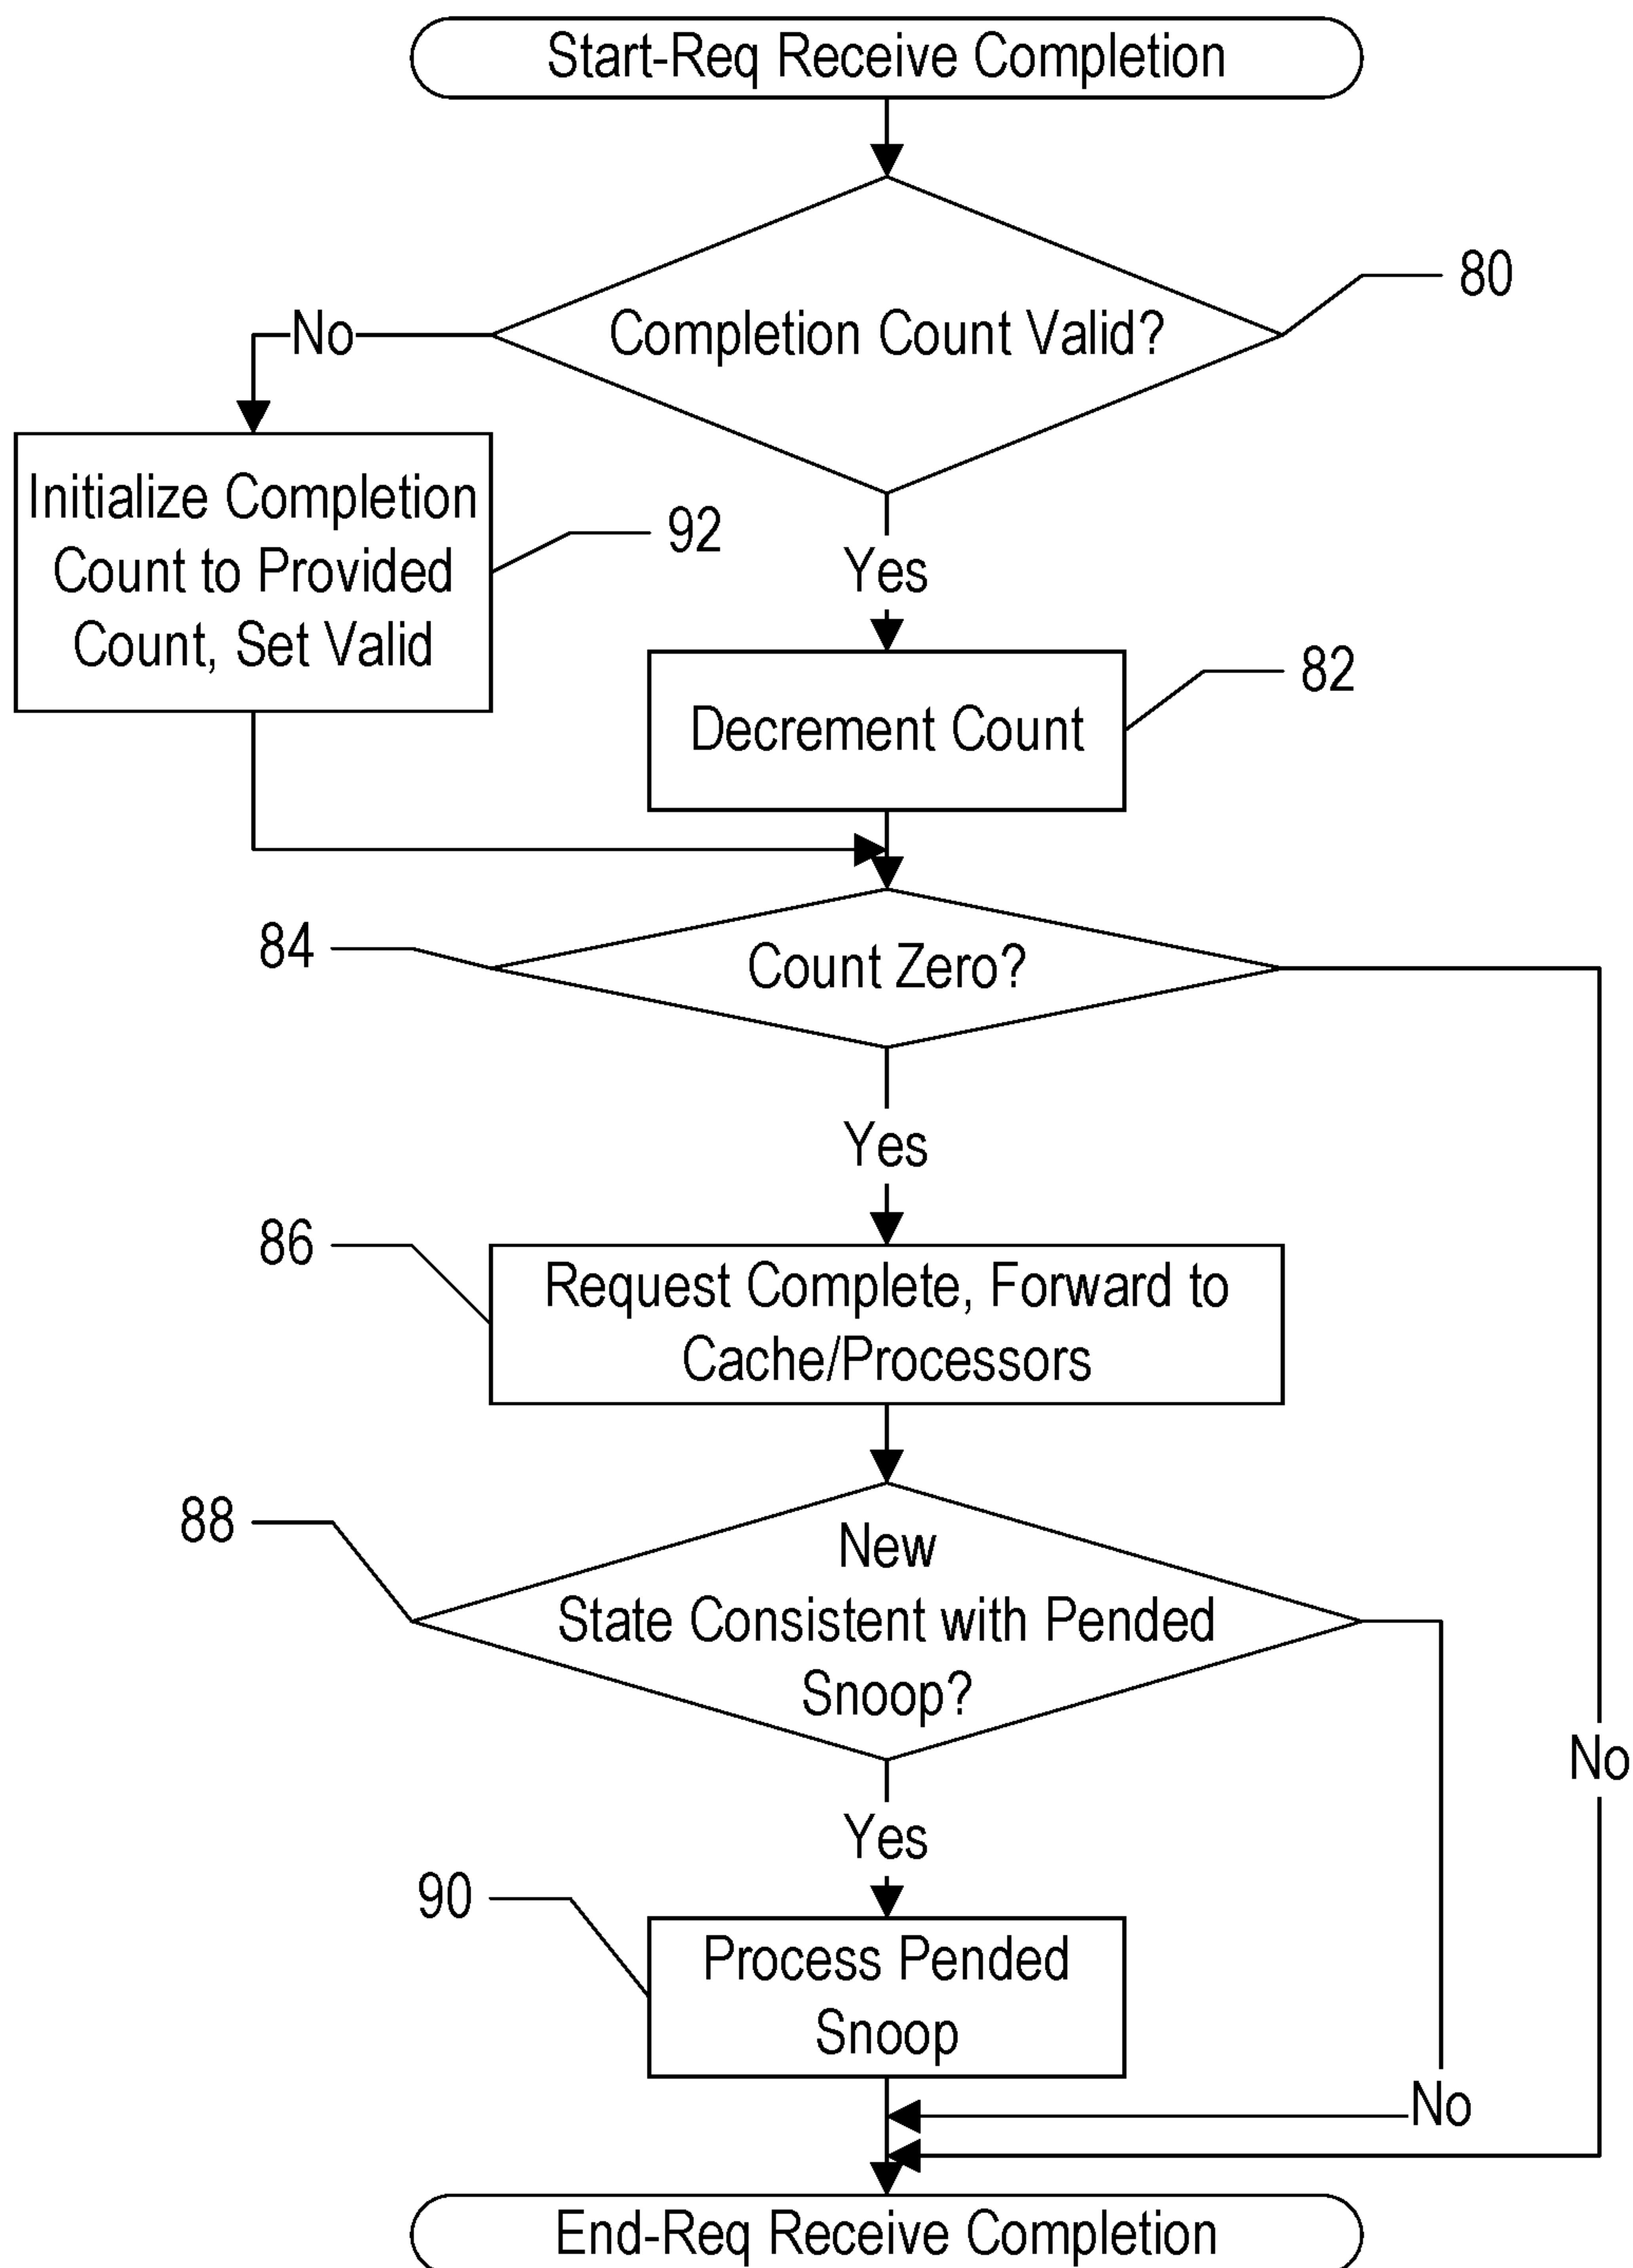 Start-Req Receive Completion
80
No
Completion Count Valid?
Initialize Completion
Count to Provided
Count, Set Valid
92
Yes
82
Decrement Count
84
Count Zero?
Yes
86
Request Complete, Forward to
Cache/Processors
88
New
State Consistent with Pended
Snoop?
No
Yes
90
Process Pended
Snoop
No
End-Req Receive Completion